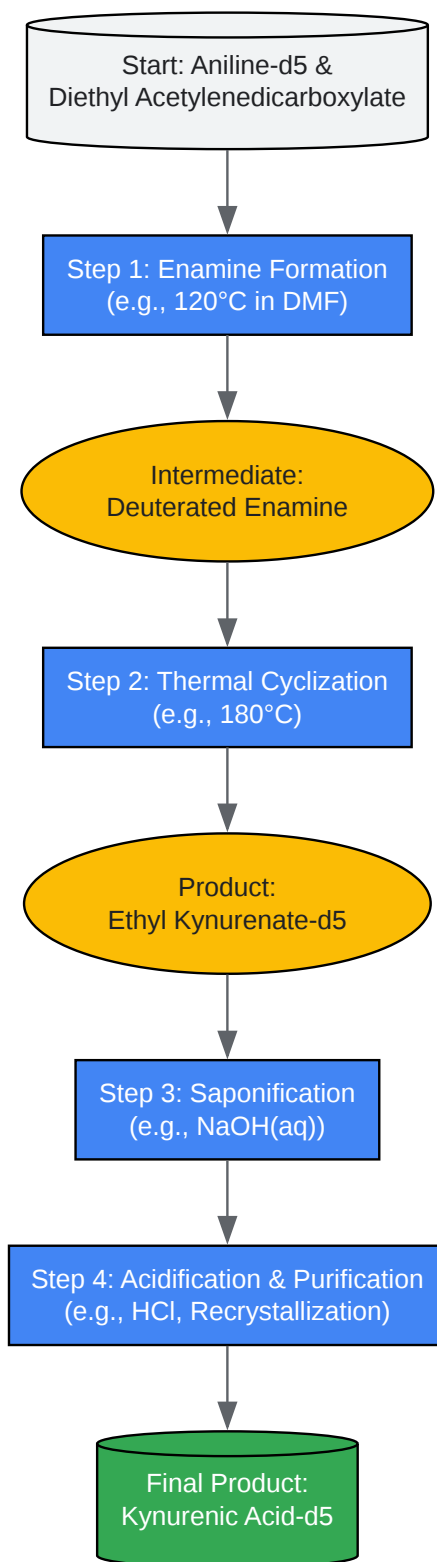 Start: Aniline-d5 &
Diethyl Acetylenedicarboxylate
Step 1: Enamine Formation
(e.g., 120°C in DMF)
Intermediate:
Deuterated Enamine
Step 2: Thermal Cyclization
(e.g., 180°C)
Product:
Ethyl Kynurenate-d5
Step 3: Saponification
(e.g., NaOH(aq))
Step 4: Acidification & Purification
(e.g., HCl, Recrystallization)
Final Product:
Kynurenic Acid-d5